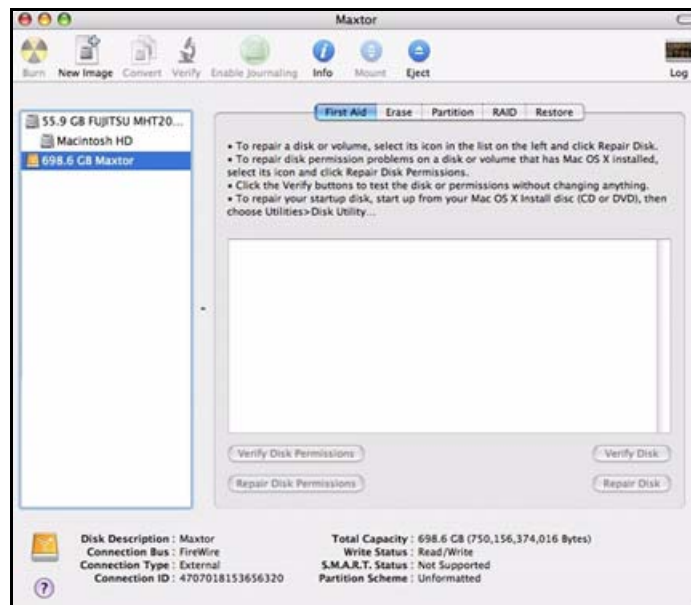 Maxtor
Burn New Image Convert Verify Enable Journaling Info Mount Eject Log
55.9 GB FUJITSU MHT20...
Macintosh HD
698.6 GB Maxtor
First Aid Erase Partition RAID Restore
• To repair a disk or volume, select its icon in the list on the left and click Repair Disk.
• To repair disk permission problems on a disk or volume that has Mac OS X installed,
select its icon and click Repair Disk Permissions.
• Click the Verify buttons to test the disk or permissions without changing anything.
• To repair your startup disk, start up from your Mac OS X Install disc (CD or DVD), then
choose Utilities>Disk Utility...
Verify Disk Permissions Verify Disk
Repair Disk Permissions Repair Disk
Disk Description : Maxtor
Connection Bus : FireWire
Connection Type : External
Connection ID : 4707018153656320
Total Capacity : 698.6 GB (750,156,374,016 Bytes)
Write Status : Read/Write
S.M.A.R.T. Status : Not Supported
Partition Scheme : Unformatted
?